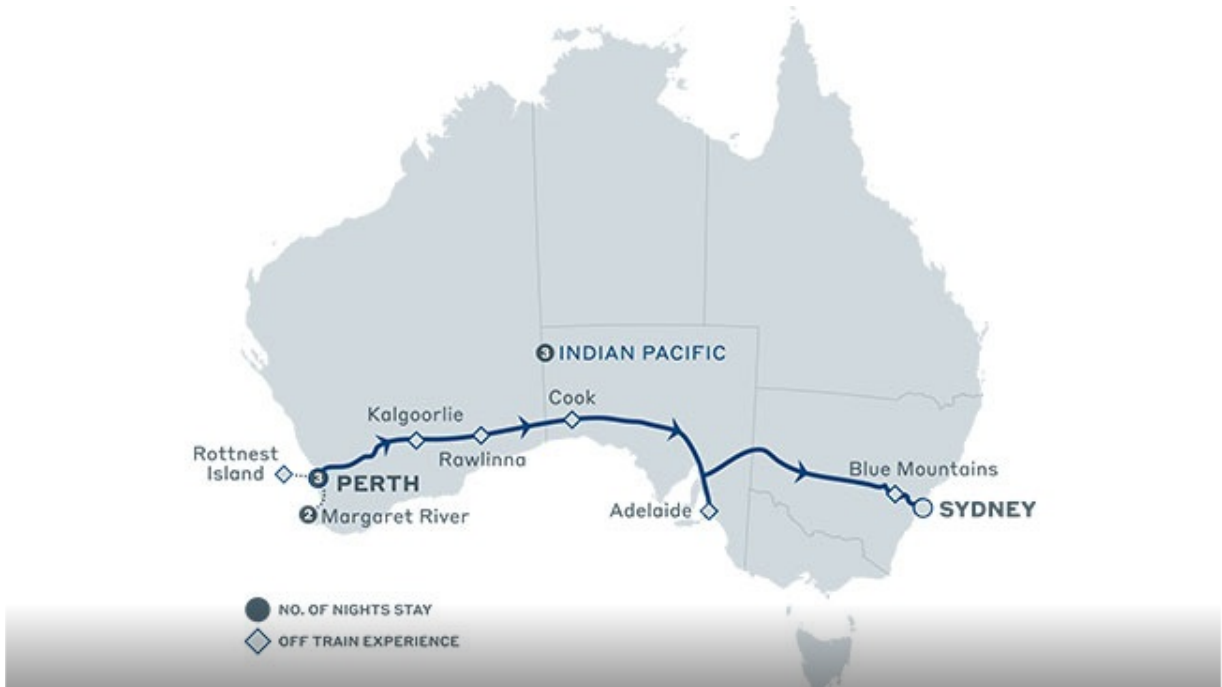 3 INDIAN PACIFIC
Cook
Kalgoorlie
Rawlinna
Rottnest
Island
3 PERTH
2 Margaret River
Adelaide
Blue Mountains
SYDNEY
NO. OF NIGHTS STAY
OFF TRAIN EXPERIENCE